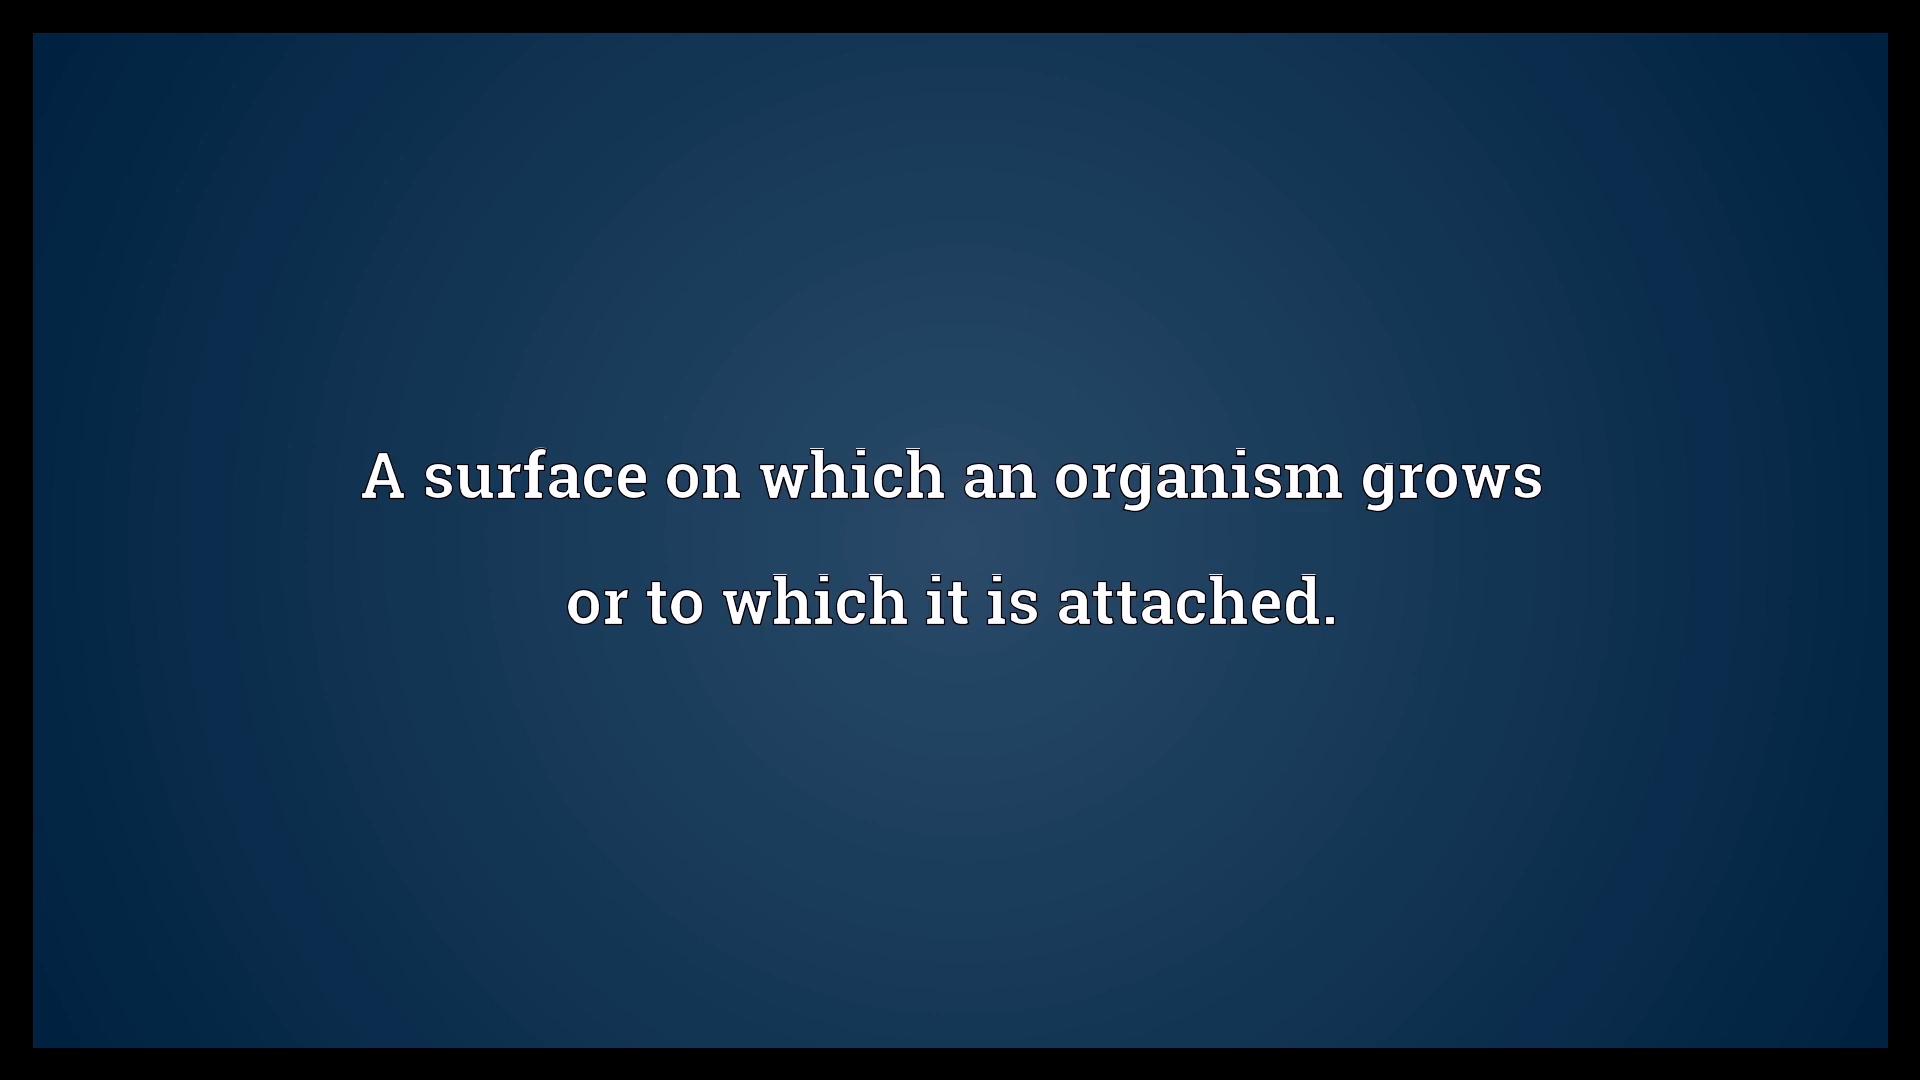 A surface on which an organism grows
or to which it is attached.